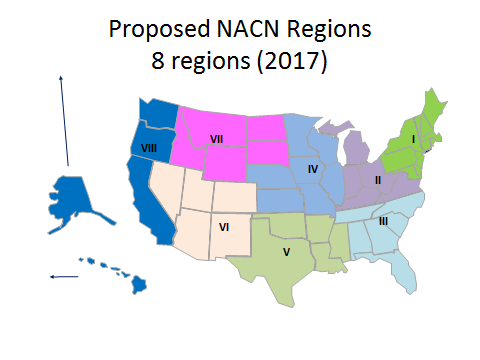 Proposed NACN Regions
8 regions (2017)
I
VII
VIII
IV
II
III
VI
V